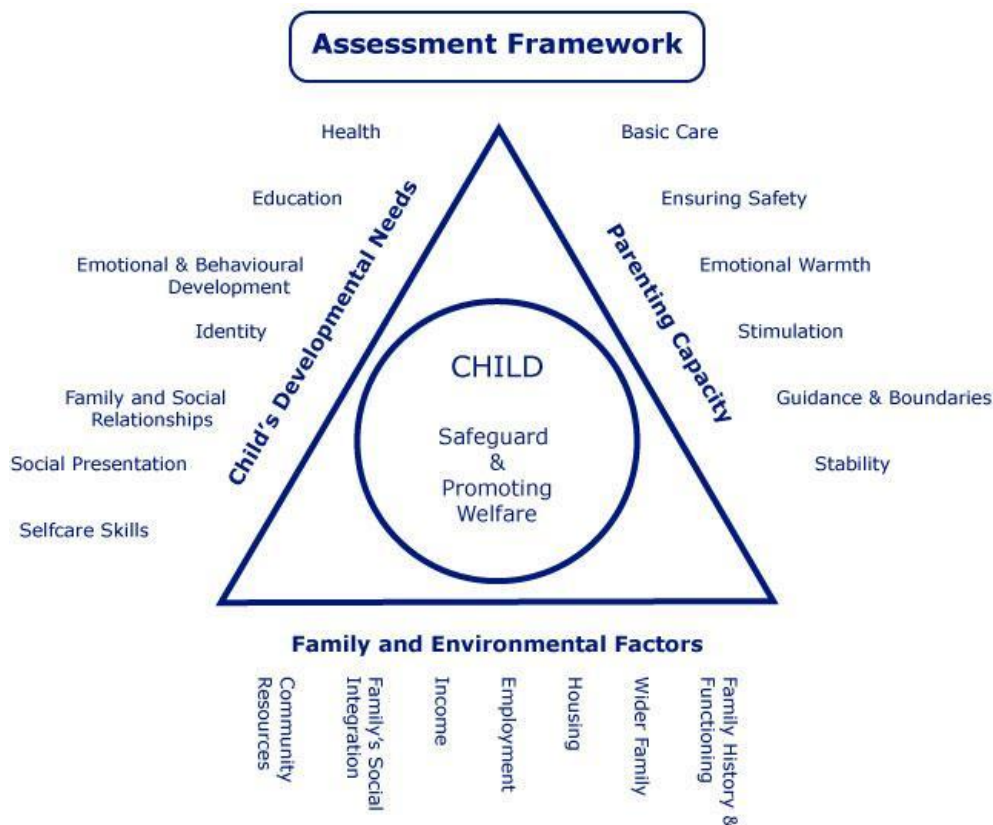 Assessment Framework
Health
Education
Emotional & Behavioural
Development
Identity
Family and Social
Relationships
Social Presentation
Selfcare Skills
Child's Developmental Needs
Basic Care
Ensuring Safety
Emotional Warmth
Stimulation
Guidance & Boundaries
Stability
Parenting Capacity
CHILD
Safeguard
&
Promoting
Welfare
Family and Environmental Factors
Community
Resources
Family's Social
Integration
Income
Employment
Housing
Wider Family
Family History &
Functioning